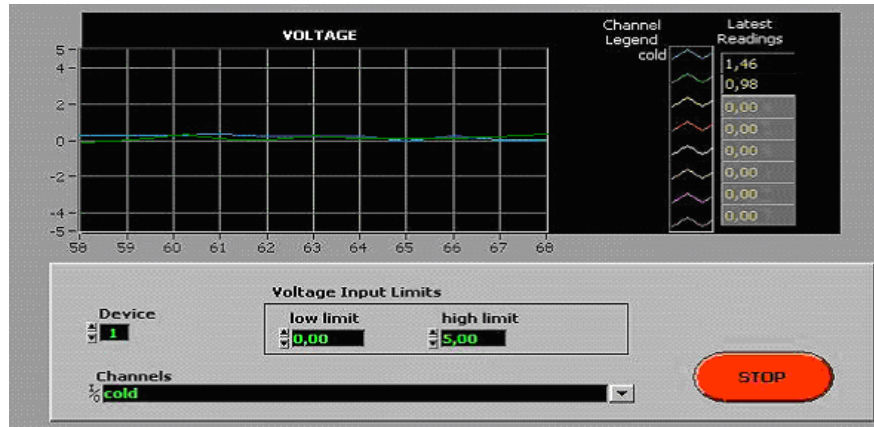 VOLTAGE
5
4
2
0
-2
-4
-5
58 59 60 61 62 63 64 65 66 67 68
Channel Legend
cold
Latest Readings
1,46
0,98
0,00
0,00
0,00
0,00
0,00
0,00
Device
1
Voltage Input Limits
low limit
0,00
high limit
5,00
Channels
I/O cold
STOP